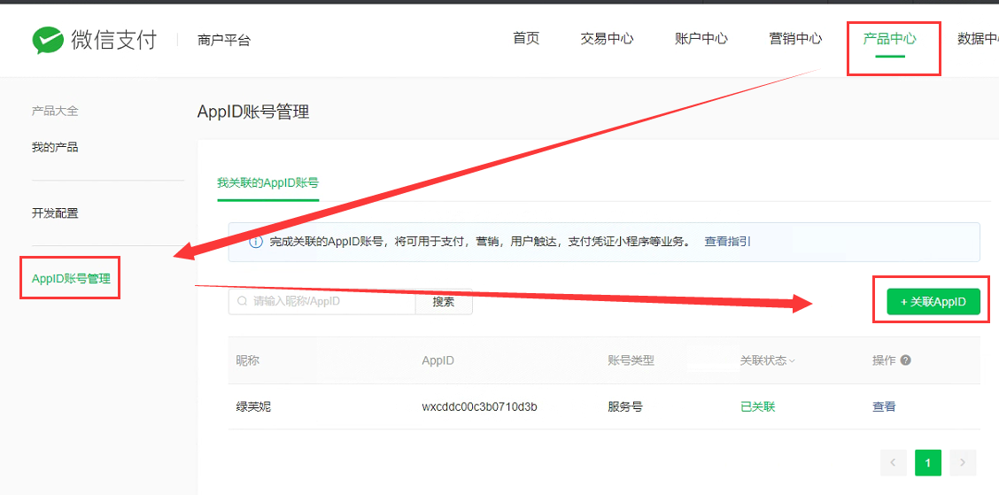 微信支付 商户平台 首页 交易中心 账户中心 营销中心 产品中心 数据中
产品大全
我的产品
开发配置
AppID账号管理
AppID账号管理
我关联的AppID账号
完成关联的AppID账号，将可用于支付，营销，用户触达，支付凭证小程序等业务。 查看指引
请输入昵称/AppID 搜索 + 关联AppID
昵称 AppID 账号类型 关联状态 操作
绿芙妮 wxcddc00c3b0710d3b 服务号 已关联 查看
1